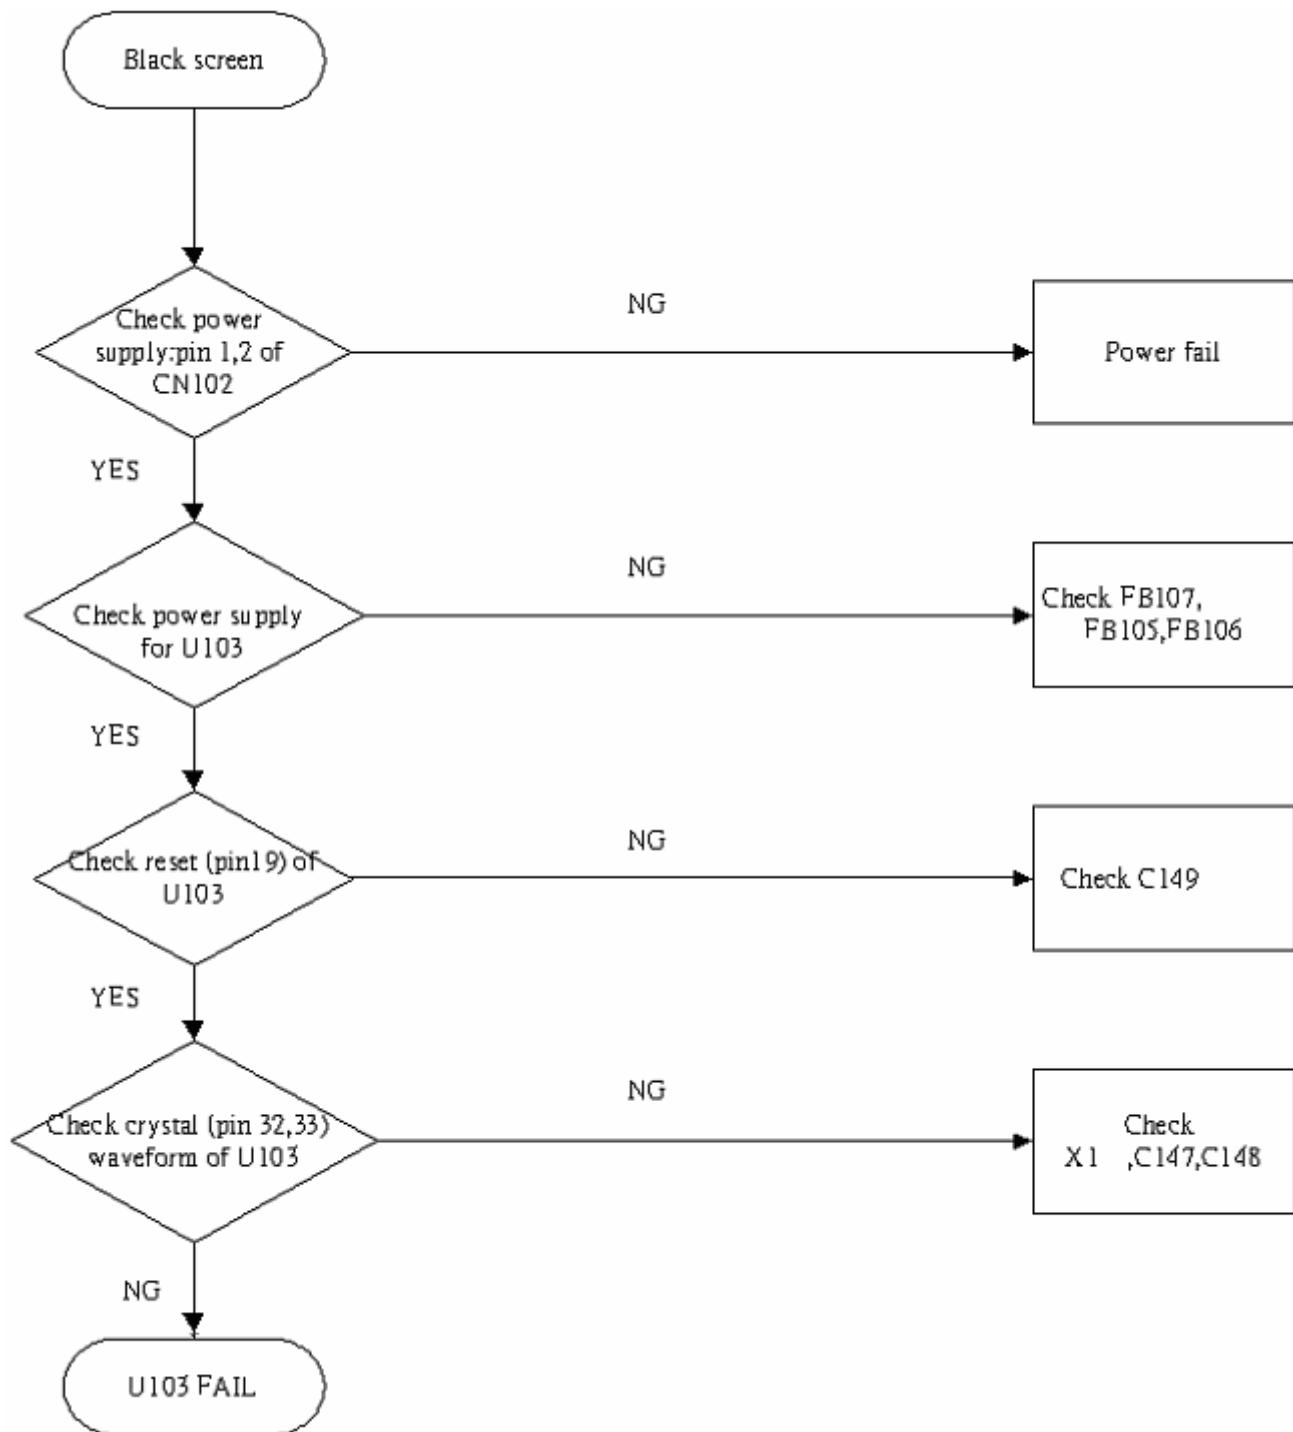 Black screen
NG
Check power
supply:pin 1,2 of
CN102
Power fail
YES
NG
Check power supply
for U103
Check FB107,
FB105,FB106
YES
NG
Check reset (pin19) of
U103
Check C149
YES
NG
Check crystal (pin 32,33)
waveform of U103
Check
X1 ,C147,C148
NG
U103 FAIL